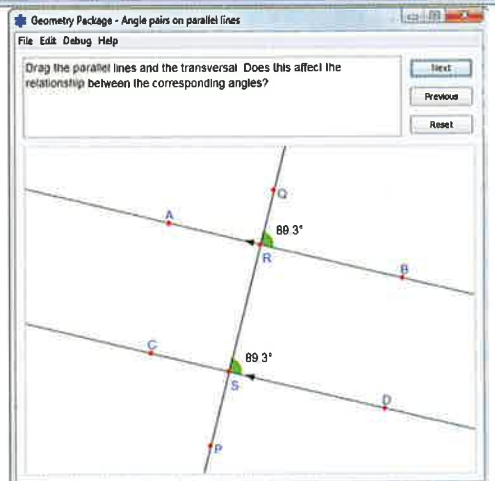 Geometry Package - Angle pairs on parallel lines
File Edit Debug Help
Drag the parallel lines and the transversal Does this affect the
relationship between the corresponding angles?
Next
Previous
Reset
Q
A
89.3°
R
B
C
89 3°
S
D
P